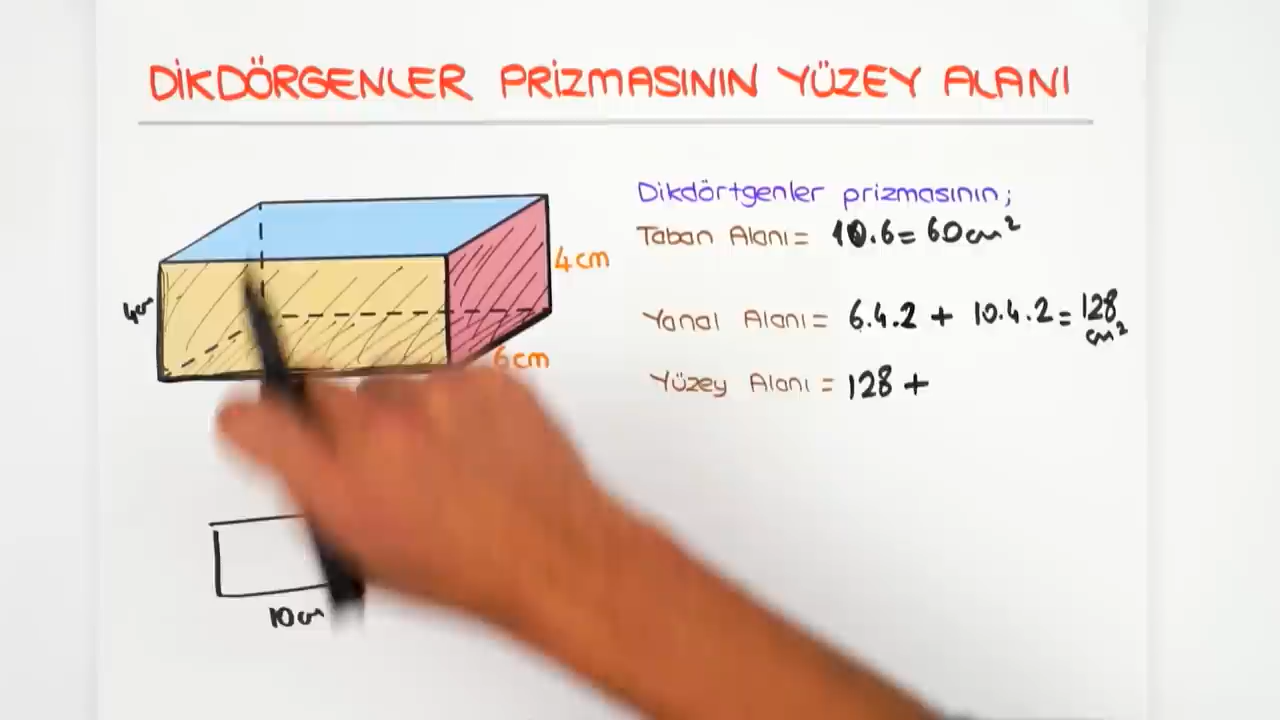 DİKDÖRGENLER PRİZMASININ YÜZEY ALANI
Dikdörtgenler prizmasının;
Taban Alanı = 10.6 = 60cm²
4cm
4cm
Yanal Alanı = 6.4.2 + 10.4.2 = 128 cm²
6cm
Yüzey Alanı = 128 +
10cm